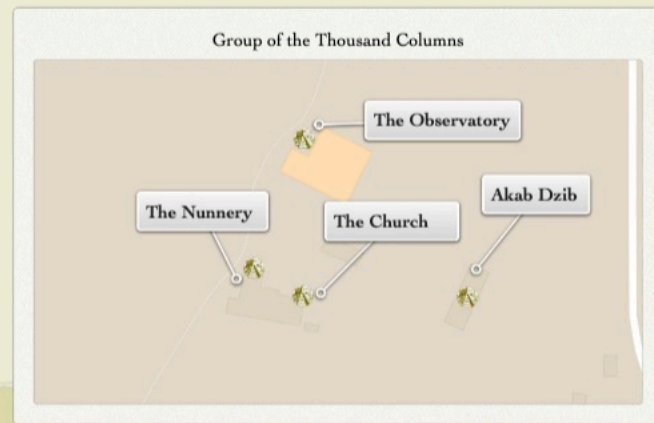 Group of the Thousand Columns
The Observatory
Akab Dzib
The Nunnery
The Church